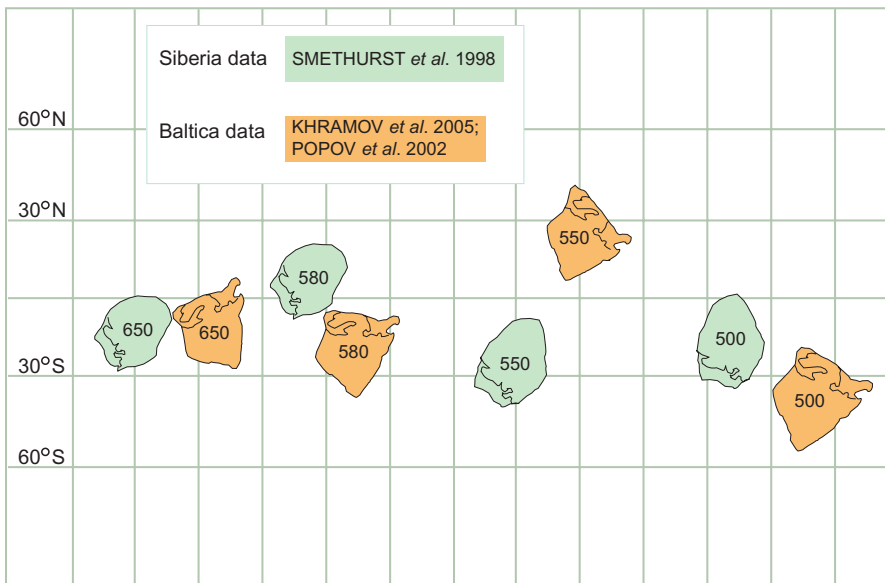 Siberia data SMETHURST et al. 1998
Baltica data KHRAMOV et al. 2005;
POPOV et al. 2002
60°N
30°N
550
580
650
650
580
550
500
500
30°S
60°S